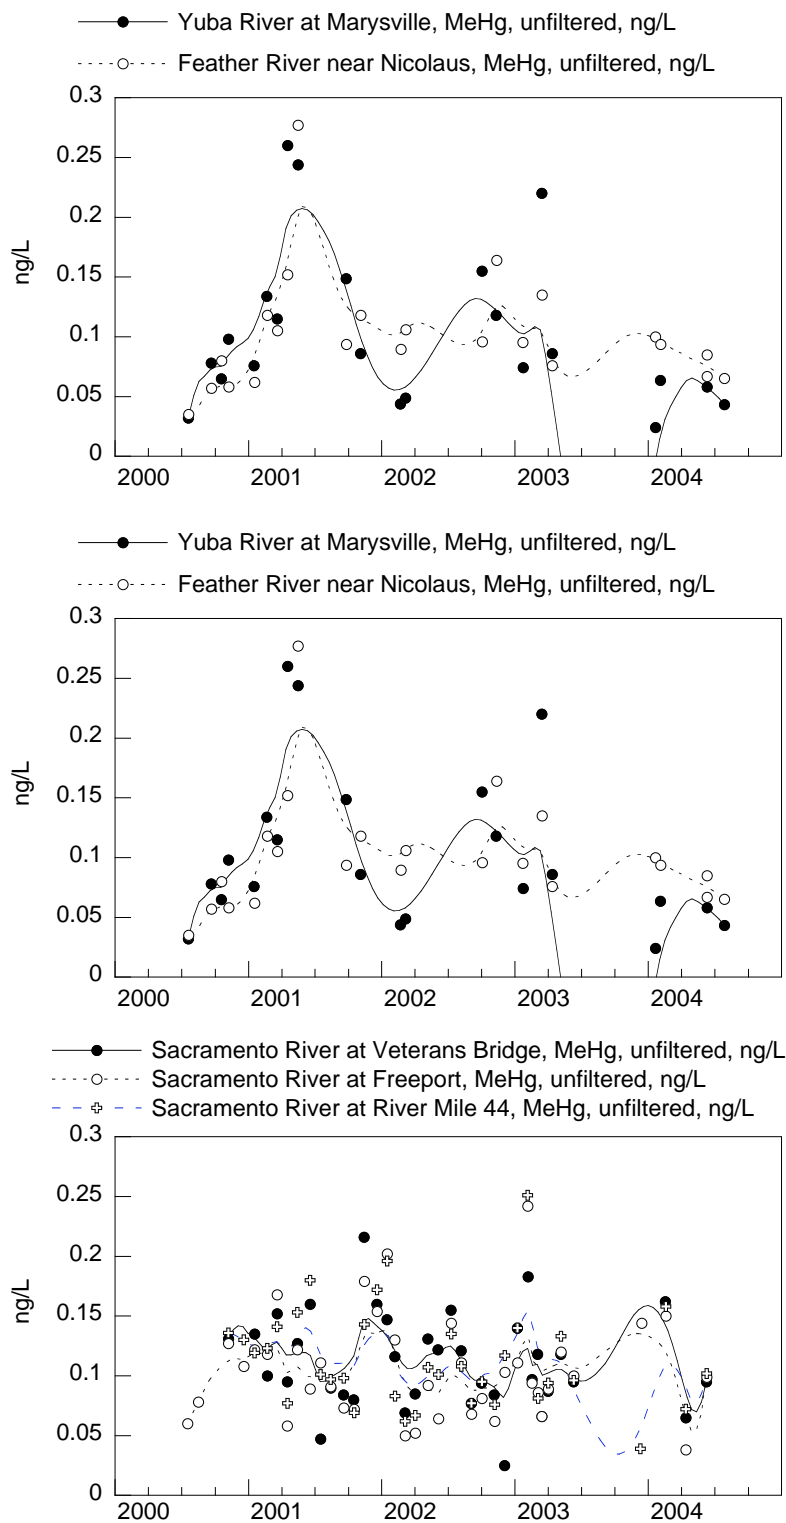 Yuba River at Marysville, MeHg, unfiltered, ng/L
Feather River near Nicolaus, MeHg, unfiltered, ng/L
0.3
0.25
0.2
0.15
0.1
0.05
0
ng/L
2000 2001 2002 2003 2004
Yuba River at Marysville, MeHg, unfiltered, ng/L
Feather River near Nicolaus, MeHg, unfiltered, ng/L
0.3
0.25
0.2
0.15
0.1
0.05
0
ng/L
2000 2001 2002 2003 2004
Sacramento River at Veterans Bridge, MeHg, unfiltered, ng/L
Sacramento River at Freeport, MeHg, unfiltered, ng/L
Sacramento River at River Mile 44, MeHg, unfiltered, ng/L
0.3
0.25
0.2
0.15
0.1
0.05
0
ng/L
2000 2001 2002 2003 2004